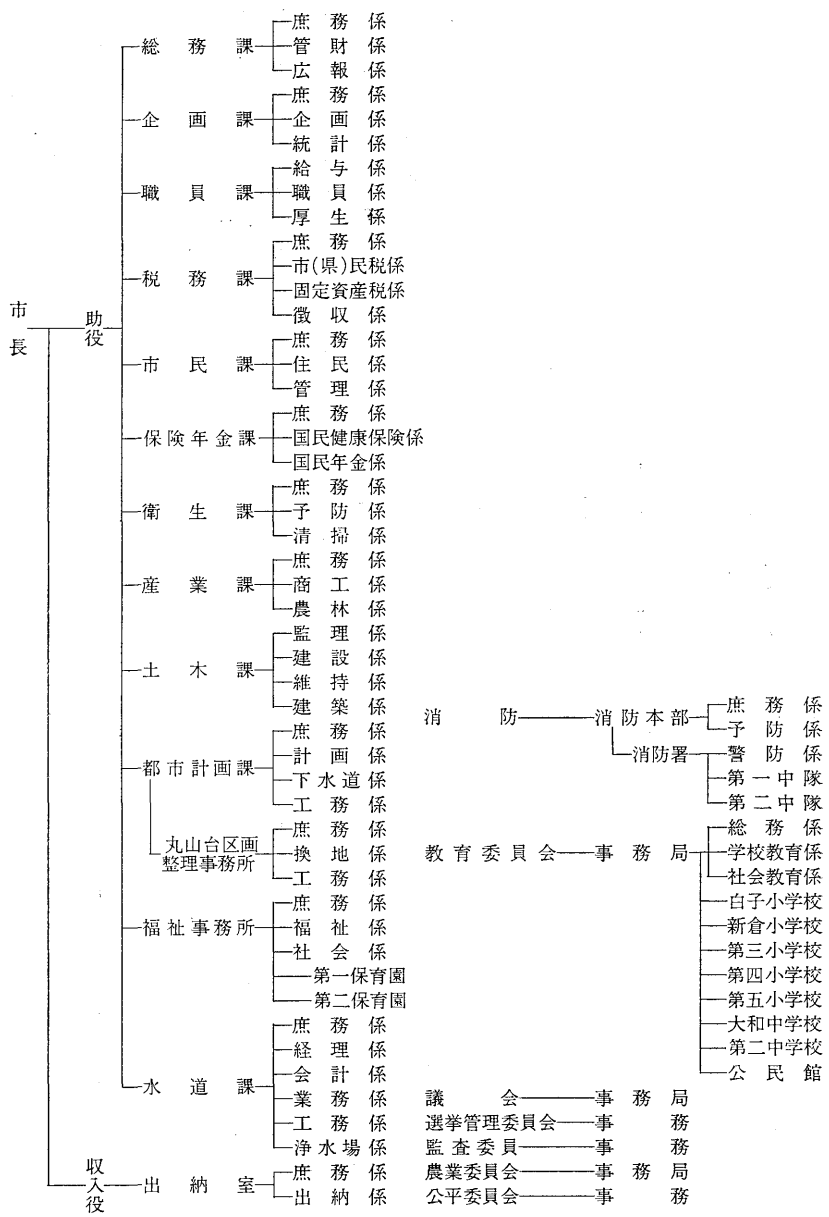 市長
助役
総務課
庶務係
管財係
広報係
企画課
庶務係
企画係
統計係
職員課
給与係
職員係
厚生係
税務課
庶務係
市(県)民税係
固定資産税係
徴収係
市民課
庶務係
住民係
管理係
保険年金課
庶務係
国民健康保険係
国民年金係
衛生課
庶務係
予防係
清掃係
産業課
庶務係
商工係
農林係
土木課
監理係
建設係
維持係
建築係
都市計画課
庶務係
計画係
下水道係
工務係
丸山台区画
整理事務所
庶務係
換地係
工務係
福祉事務所
庶務係
福祉係
社会係
第一保育園
第二保育園
水道課
庶務係
経理係
会計係
業務係
工務係
浄水場係
収入役
出納室
庶務係
出納係
消防
消防本部
庶務係
予防係
消防署
警防係
第一中隊
第二中隊
教育委員会
事務局
総務係
学校教育係
社会教育係
白子小学校
新倉小学校
第三小学校
第四小学校
第五小学校
大和中学校
第二中学校
公民館
議会 事務局
選挙管理委員会 事務
監査委員 事務
農業委員会 事務局
公平委員会 事務